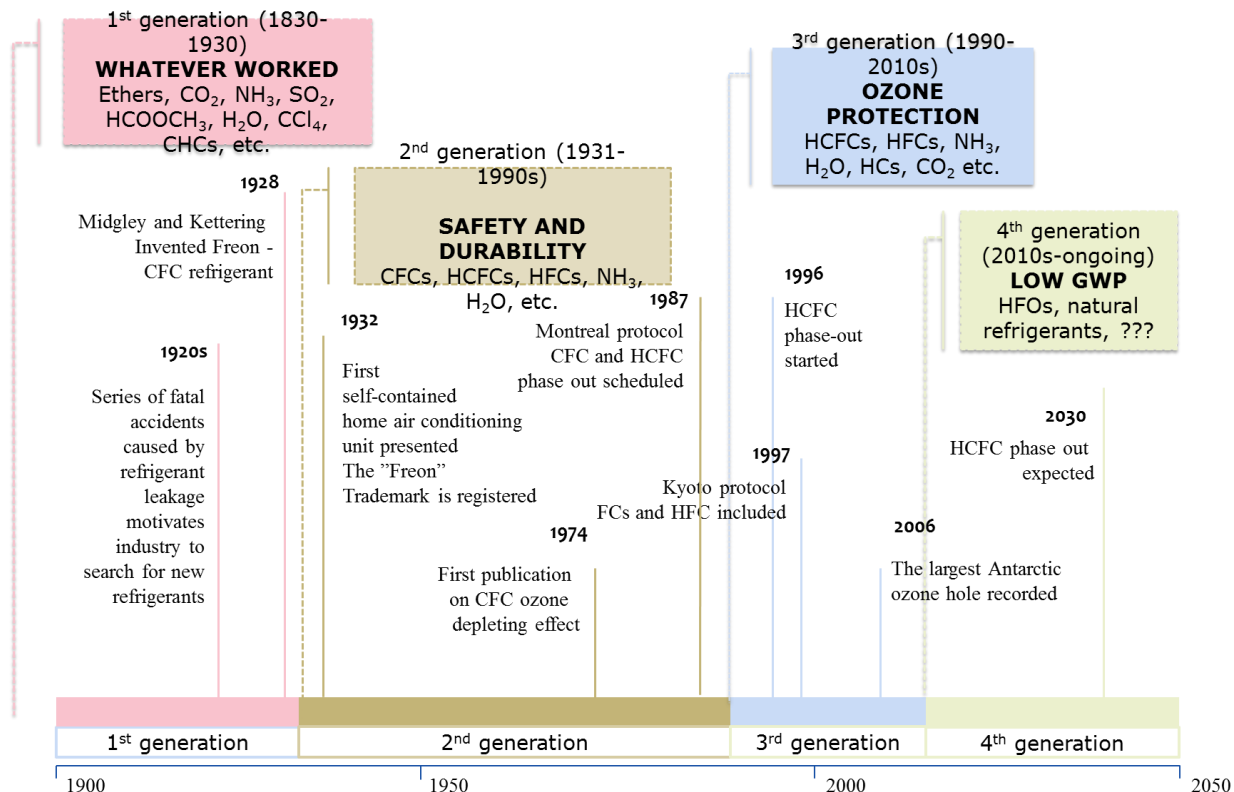 1st generation (1830-
1930)
WHATEVER WORKED
Ethers, CO2, NH3, SO2,
HCOOCH3, H2O, CCl4,
CHCs, etc.
2nd generation (1931-
1990s)
SAFETY AND
DURABILITY
CFCs, HCFCs, HFCs, NH3,
H2O, etc.
3rd generation (1990-
2010s)
OZONE
PROTECTION
HCFCs, HFCs, NH3,
H2O, HCs, CO2 etc.
4th generation
(2010s-ongoing)
LOW GWP
HFOs, natural
refrigerants, ???
1928
Midgley and Kettering
Invented Freon -
CFC refrigerant
1920s
Series of fatal
accidents
caused by
refrigerant
leakage
motivates
industry to
search for new
refrigerants
1932
First
self-contained
home air conditioning
unit presented
The ”Freon”
Trademark is registered
1987
Montreal protocol
CFC and HCFC
phase out scheduled
1974
First publication
on CFC ozone
depleting effect
1996
HCFC
phase-out
started
1997
Kyoto protocol
FCs and HFC included
2006
The largest Antarctic
ozone hole recorded
2030
HCFC phase out
expected
1st generation
2nd generation
3rd generation
4th generation
1900
1950
2000
2050